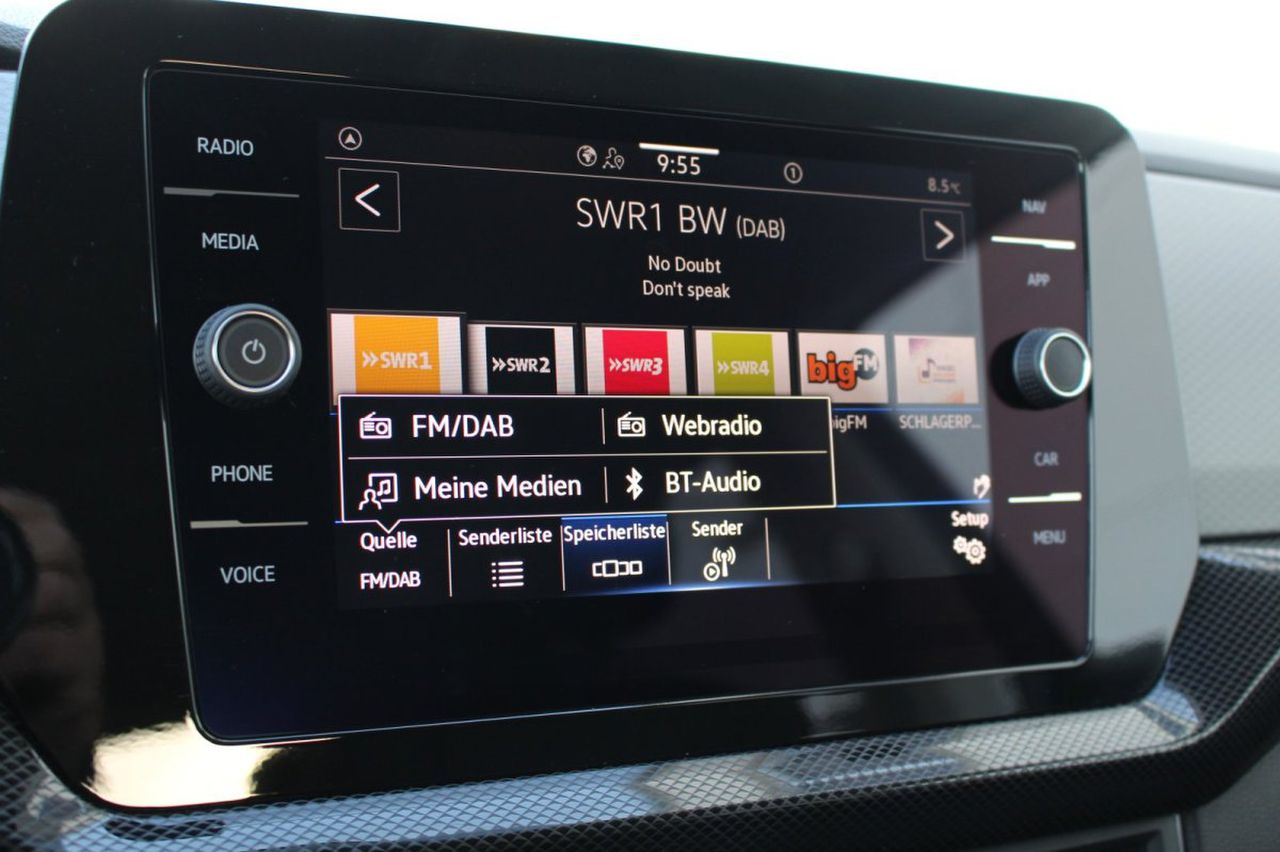 RADIO
MEDIA
PHONE
VOICE
9:55
1
8.5°C
SWR1 BW (DAB)
No Doubt
Don't speak
»SWR1
»SWR2
»SWR3
»SWR4
bigFM
igFM
SCHLAGERP...
FM/DAB
Webradio
Meine Medien
BT-Audio
Quelle
FM/DAB
Senderliste
Speicherliste
Sender
Setup
NAV
APP
CAR
MENU